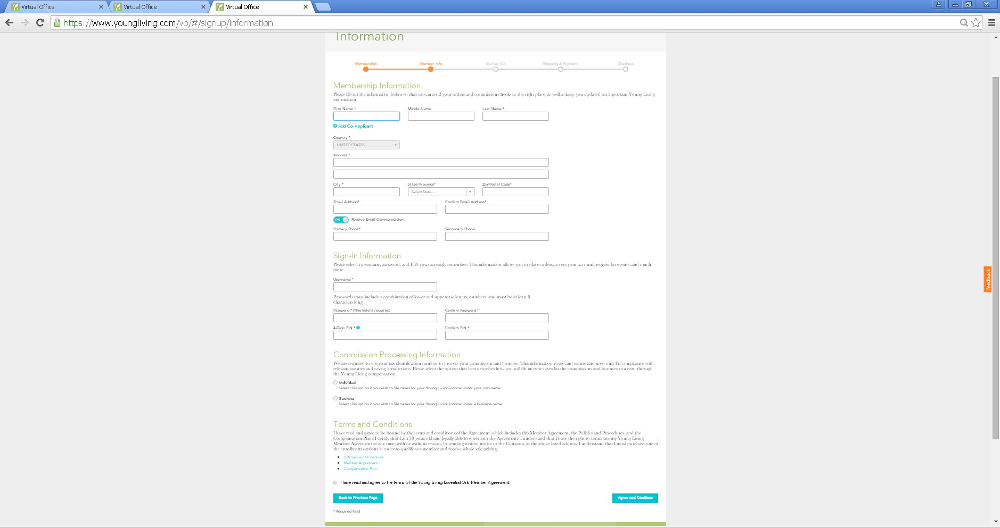 Virtual Office
Virtual Office
Virtual Office
https://www.youngliving.com/vo/#/signup/information
Information
Membership
Member Info
Starter Kit
Shipping & Payment
Checkout
Membership Information
Please fill out the information below so that we can send your orders and commission checks to the right place, as well as keep you updated on important Young Living
information.
First Name *
Middle Name
Last Name *
Add Co-Applicant
Country *
UNITED STATES
Address *
City *
State/Province*
Zip/Postal Code*
Select State ...
Email Address*
Confirm Email Address*
ON
Receive Email Communication
Primary Phone*
Secondary Phone
Sign-In Information
Please select a username, password, and PIN you can easily remember. This information allows you to place orders, access your account, register for events, and much
more.
Username *
Passwords must include a combination of lower and uppercase letters, numbers, and must be at least 8
characters long
Password * (This field is required)
Confirm Password *
4-Digit PIN *
Confirm PIN *
Commission Processing Information
We are required to use your tax identification number to process your commission and bonuses. This information is safe and secure and used only for compliance with
relevant statutes and taxing jurisdictions. Please select the option that best describes how you will file income taxes for the commissions and bonuses you earn through
the Young Living compensation.
Individual
Select this option if you wish to file taxes for your Young Living income under your own name.
Business
Select this option if you wish to file taxes for your Young Living income under a business name.
Terms and Conditions
I have read and agree to be bound by the terms and conditions of the Agreement (which includes this Member Agreement, the Policies and Procedures, and the
Compensation Plan). I certify that I am 18 years old and legally able to enter into the Agreement. I understand that I have the right to terminate my Young Living
Member Agreement at any time, with or without reason, by sending written notice to the Company at the above listed address. I understand that I must purchase one of
the enrollment options in order to qualify as a member and receive whole sale pricing.
Policies and Procedures
Member Agreement
Compensation Plan
I have read and agree to the terms of the Young Living Essential Oils Member Agreement.
Back to Previous Page
Agree and Continue
* Required field
feedback